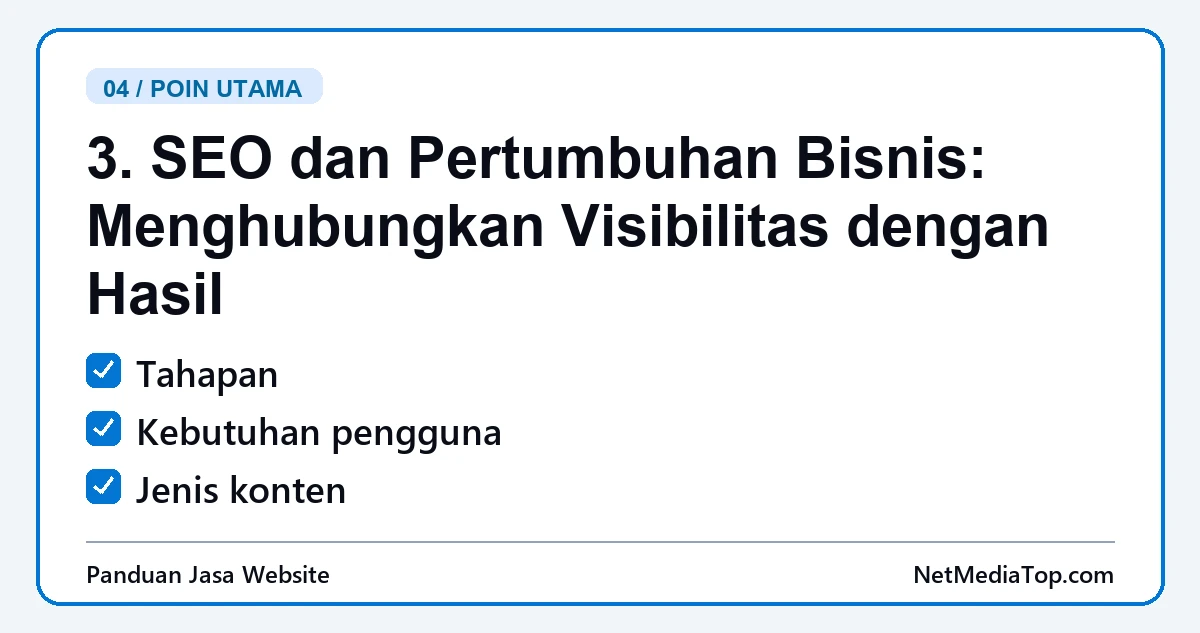 04 / POIN UTAMA
3. SEO dan Pertumbuhan Bisnis:
Menghubungkan Visibilitas dengan
Hasil
Tahapan
Kebutuhan pengguna
Jenis konten
Panduan Jasa Website
NetMediaTop.com